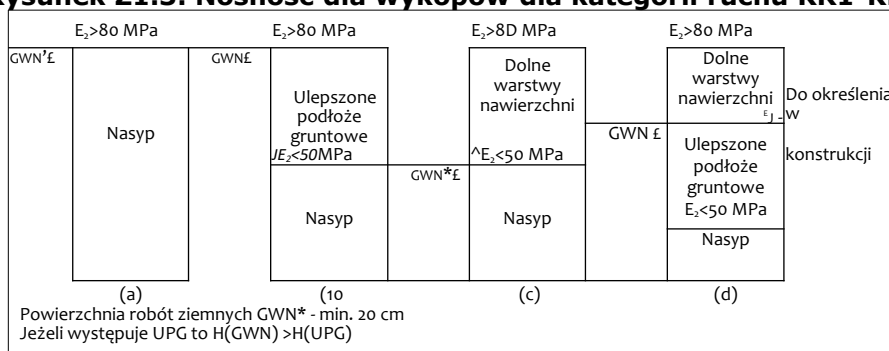 ysunek Z1.3. Nośność dla wykopów dla kategorii ruchu KR1-K
E₂>80 MPa E₂>80 MPa E₂>8D MPa E₂>80 MPa
GWN’£ GWN£ Dolne Dolne
warstwy warstwy
Ulepszone nawierzchni nawierzchni Do określenia
Nasyp podłoże ᴱJ - w
gruntowe GWN £ Ulepszone
JE₂<50MPa ^E₂<50 MPa podłoże konstrukcji
GWN*£ gruntowe
E₂<50 MPa
Nasyp Nasyp Nasyp
(a) (10 (c) (d)
Powierzchnia robót ziemnych GWN* - min. 20 cm
Jeżeli występuje UPG to H(GWN) >H(UPG)